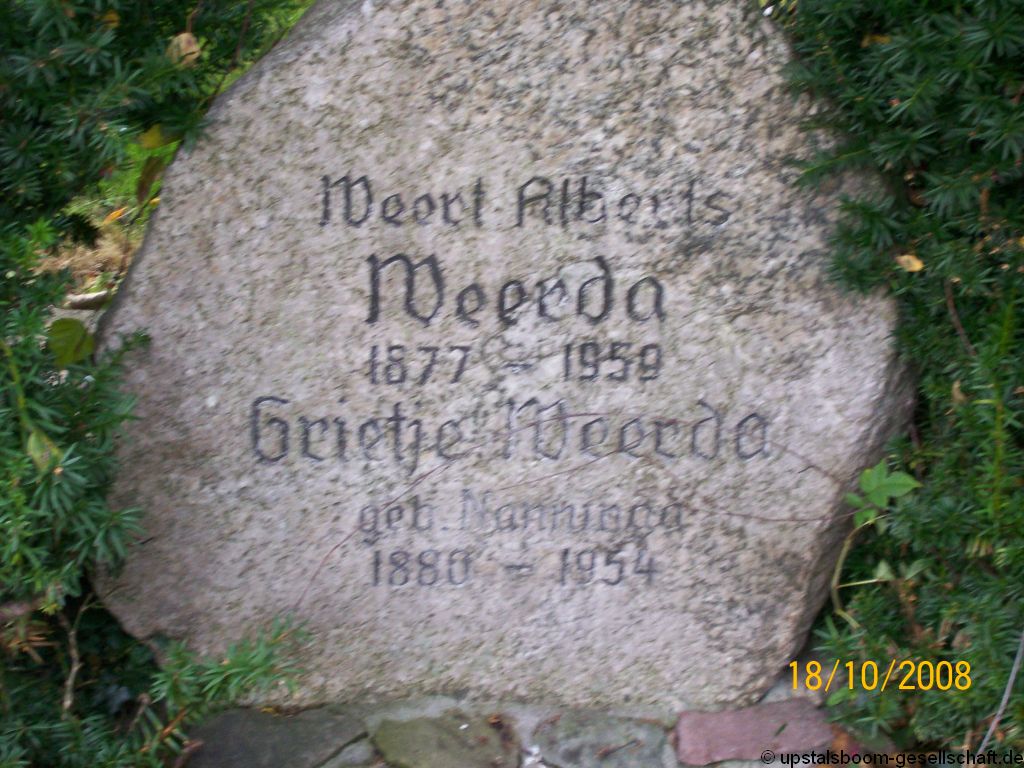 Weert Alberts
Weerda
1877 - 1959
Grietje Weerda
geb. Nanninga
1880 - 1954
18/10/2008
© upstalsboom-gesellschaft.de